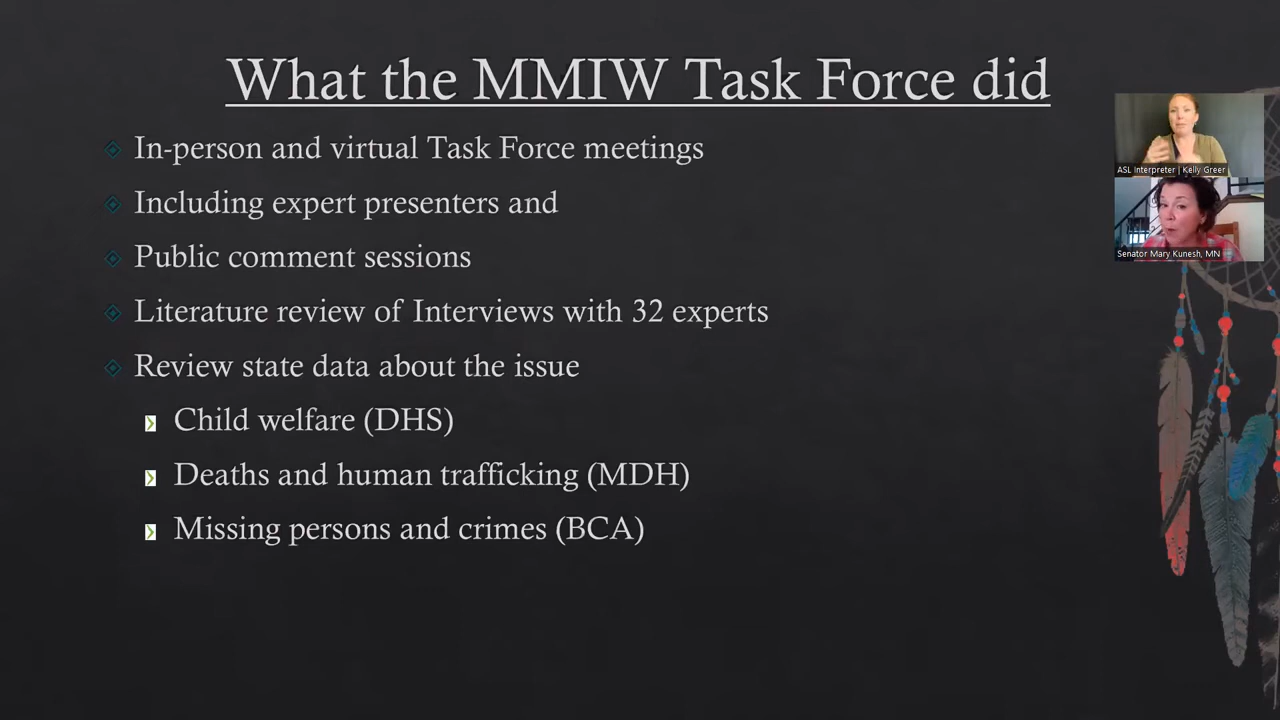 What the MMIW Task Force did
In-person and virtual Task Force meetings
Including expert presenters and
Public comment sessions
Literature review of Interviews with 32 experts
Review state data about the issue
Child welfare (DHS)
Deaths and human trafficking (MDH)
Missing persons and crimes (BCA)
ASL Interpreter | Kelly Greer
Senator Mary Kunesh, MN